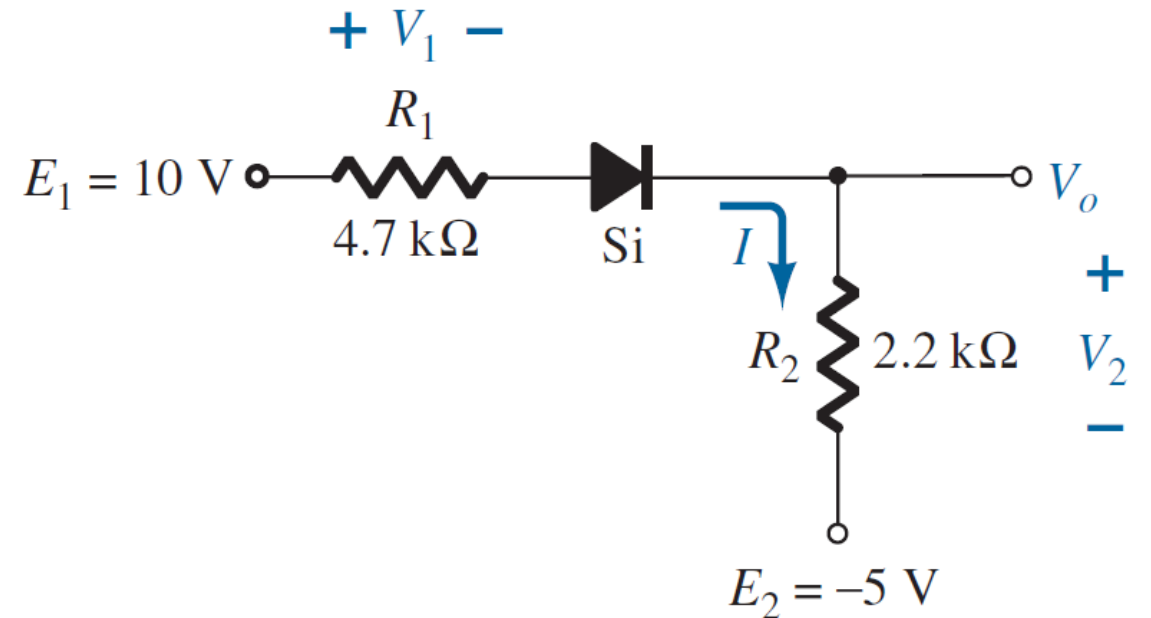 + V₁ −
R₁
E₁ = 10 V
4.7 kΩ
Si
I
Vₒ
+
R₂
2.2 kΩ
V₂
−
E₂ = −5 V